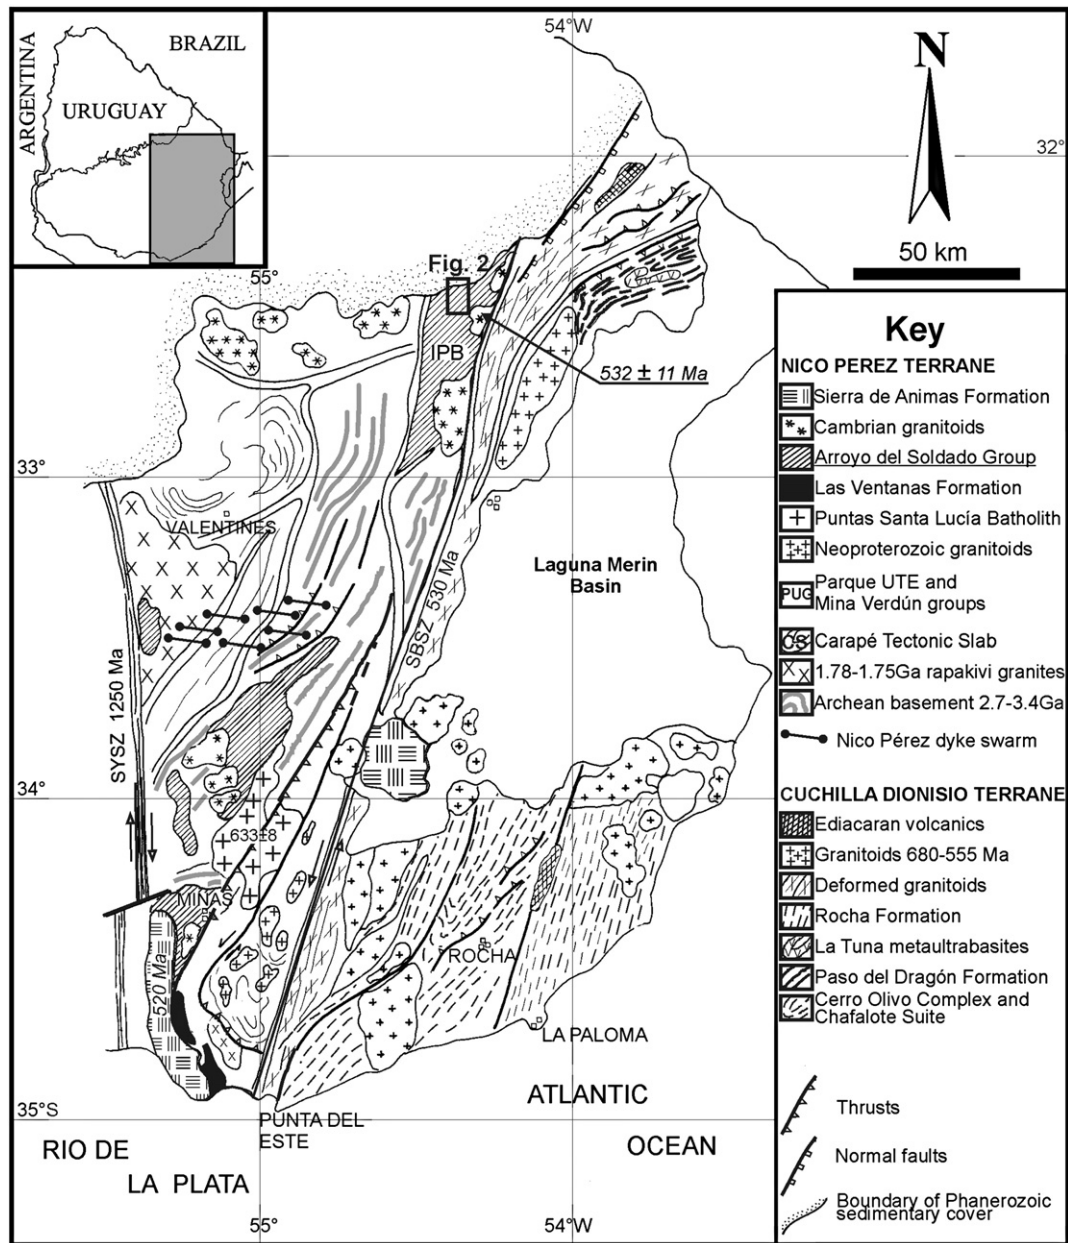 54°W
BRAZIL
ARGENTINA
URUGUAY
N
32°
50 km
55°
Fig. 2
IPB
532 ± 11 Ma
33°
VALENTINES
SBSZ 530 Ma
Laguna Merin
Basin
SYSZ 1250 Ma
34°
633±8
MINAS
520 Ma
ROCHA
LA PALOMA
35°S
PUNTA DEL
ESTE
ATLANTIC
OCEAN
RIO DE
LA PLATA
55°
54°W
Key
NICO PEREZ TERRANE
Sierra de Animas Formation
Cambrian granitoids
Arroyo del Soldado Group
Las Ventanas Formation
Puntas Santa Lucía Batholith
Neoproterozoic granitoids
PUG
Parque UTE and
Mina Verdún groups
CS
Carapé Tectonic Slab
1.78-1.75Ga rapakivi granites
Archean basement 2.7-3.4Ga
Nico Pérez dyke swarm
CUCHILLA DIONISIO TERRANE
Ediacaran volcanics
Granitoids 680-555 Ma
Deformed granitoids
Rocha Formation
La Tuna metaultrabasites
Paso del Dragón Formation
Cerro Olivo Complex and
Chafalote Suite
Thrusts
Normal faults
Boundary of Phanerozoic
sedimentary cover